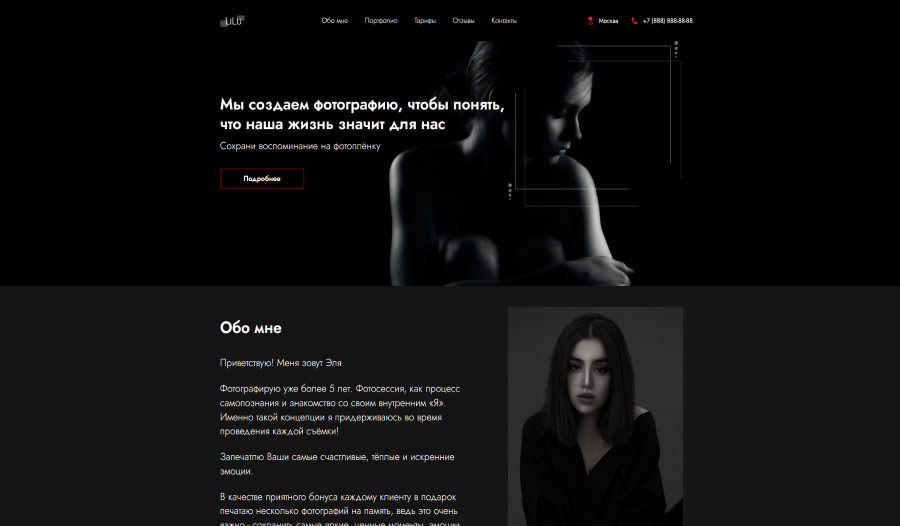 LILU
Обо мне
Портфолио
Тарифы
Отзывы
Контакты
Москва
+7 (888) 888-88-88
Мы создаем фотографию, чтобы понять,
что наша жизнь значит для нас
Сохрани воспоминание на фотоплёнку
Подробнее
Обо мне
Приветствую! Меня зовут Эля
Фотографирую уже более 5 лет. Фотосессия, как процесс
самопознания и знакомство со своим внутренним «Я».
Именно такой концепции я придерживаюсь во время
проведения каждой съёмки!
Запечатлю Ваши самые счастливые, тёплые и искренние
эмоции.
В качестве приятного бонуса каждому клиенту в подарок
печатаю несколько фотографий на память, ведь это очень
важно - сохранить самые яркие, ценные моменты, эмоции